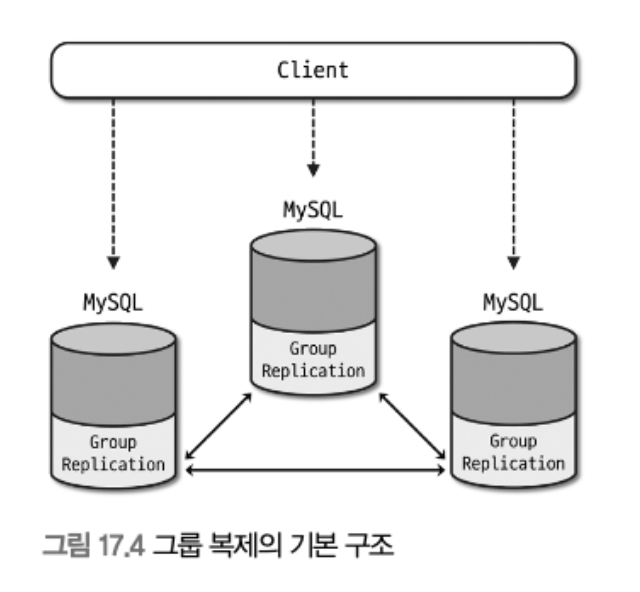 Client
MySQL
Group
Replication
MySQL
Group
Replication
MySQL
Group
Replication
그림 17.4 그룹 복제의 기본 구조